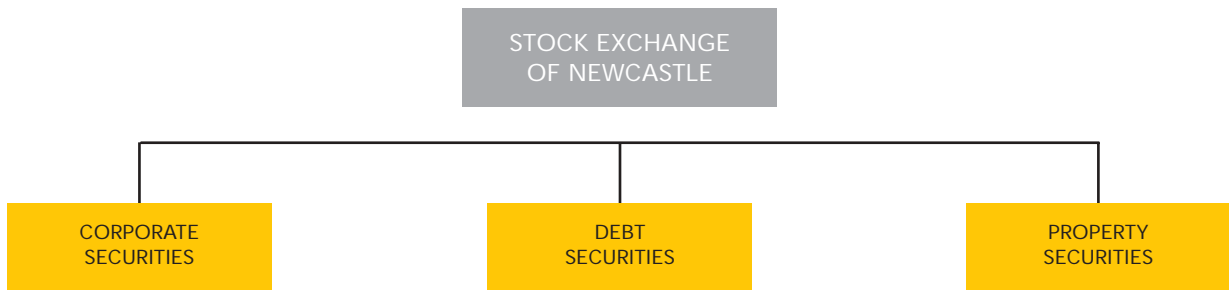 STOCK EXCHANGE
OF NEWCASTLE
CORPORATE
SECURITIES
DEBT
SECURITIES
PROPERTY
SECURITIES